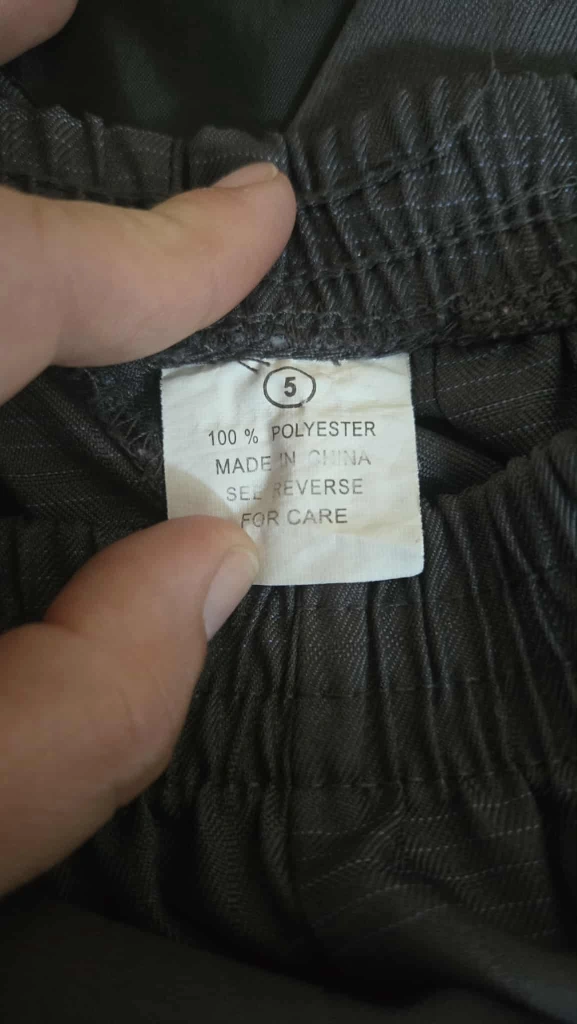 5
100 % POLYESTER
MADE IN CHINA
SEE REVERSE
FOR CARE